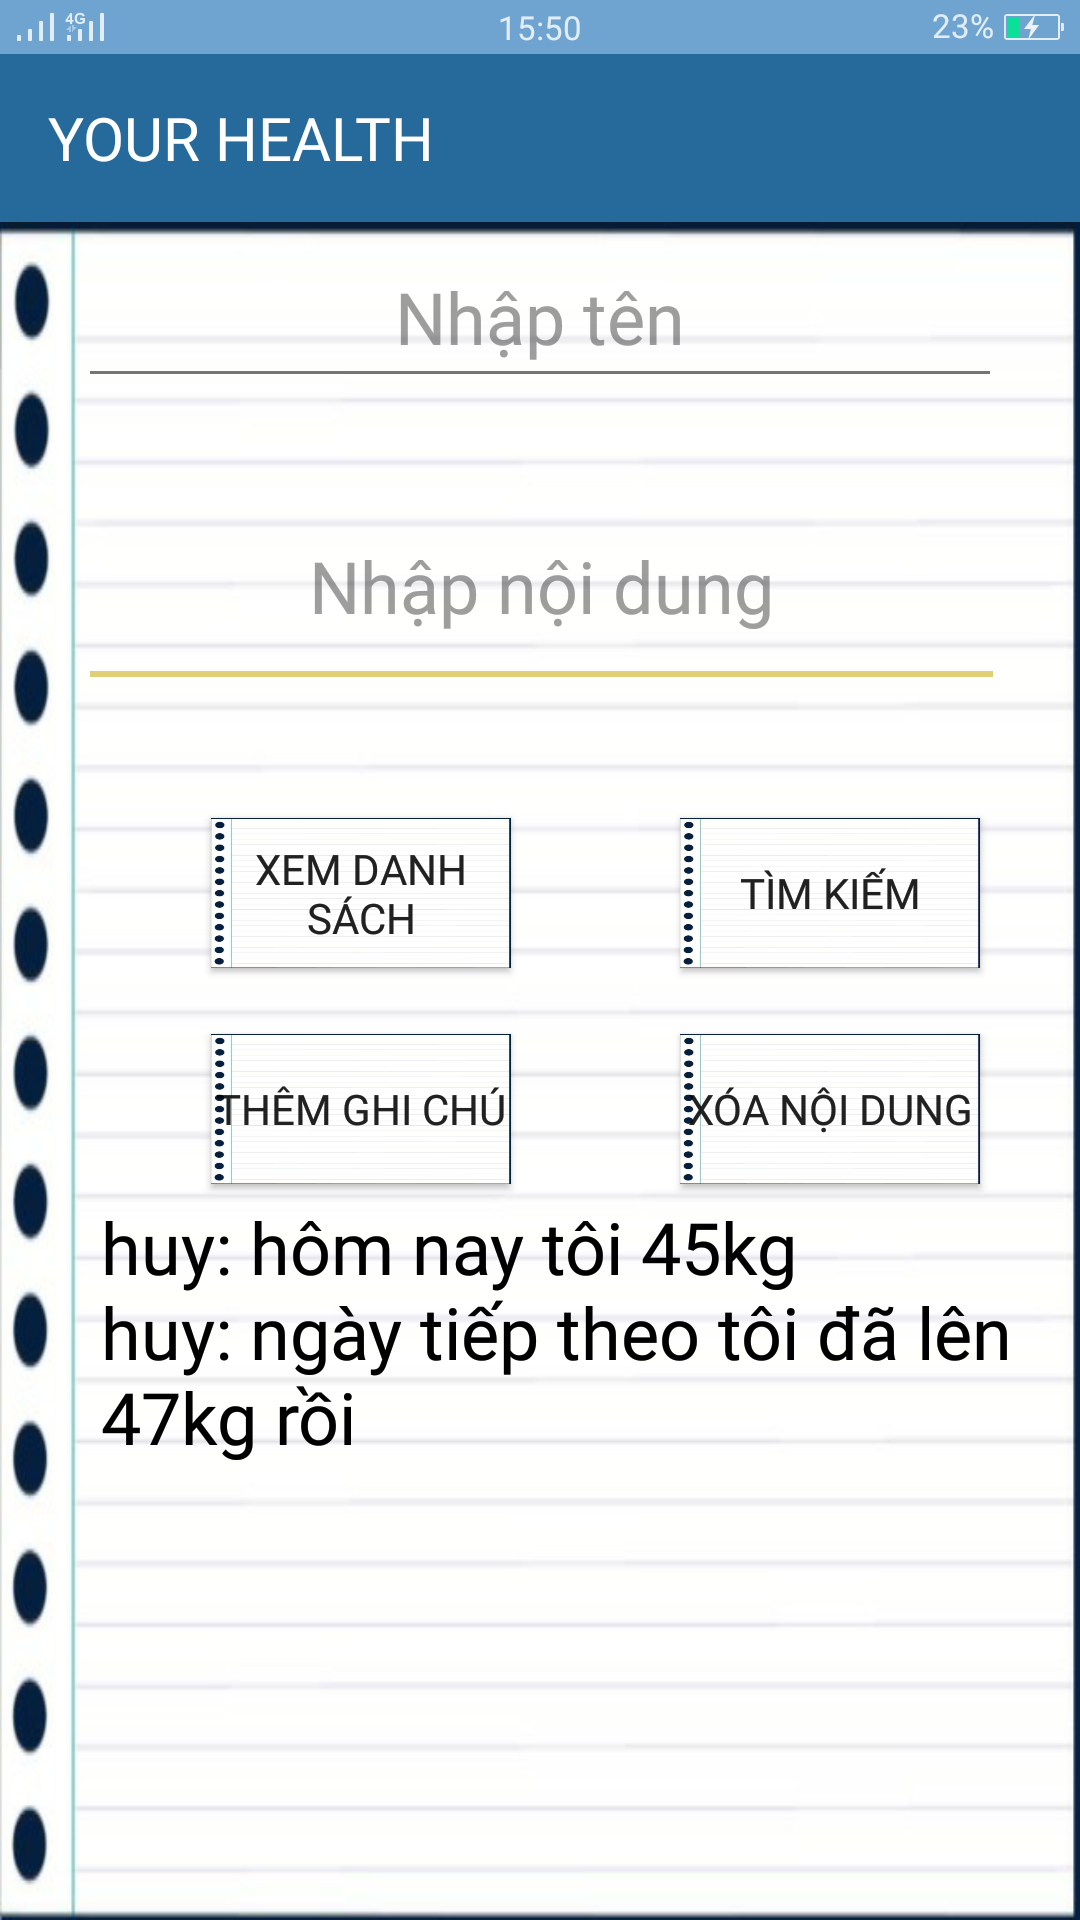 4G 15:50 23%
YOUR HEALTH
Nhập tên
Nhập nội dung
XEM DANH
SÁCH
TÌM KIẾM
THÊM GHI CHÚ
XÓA NỘI DUNG
huy: hôm nay tôi 45kg
huy: ngày tiếp theo tôi đã lên
47kg rồi